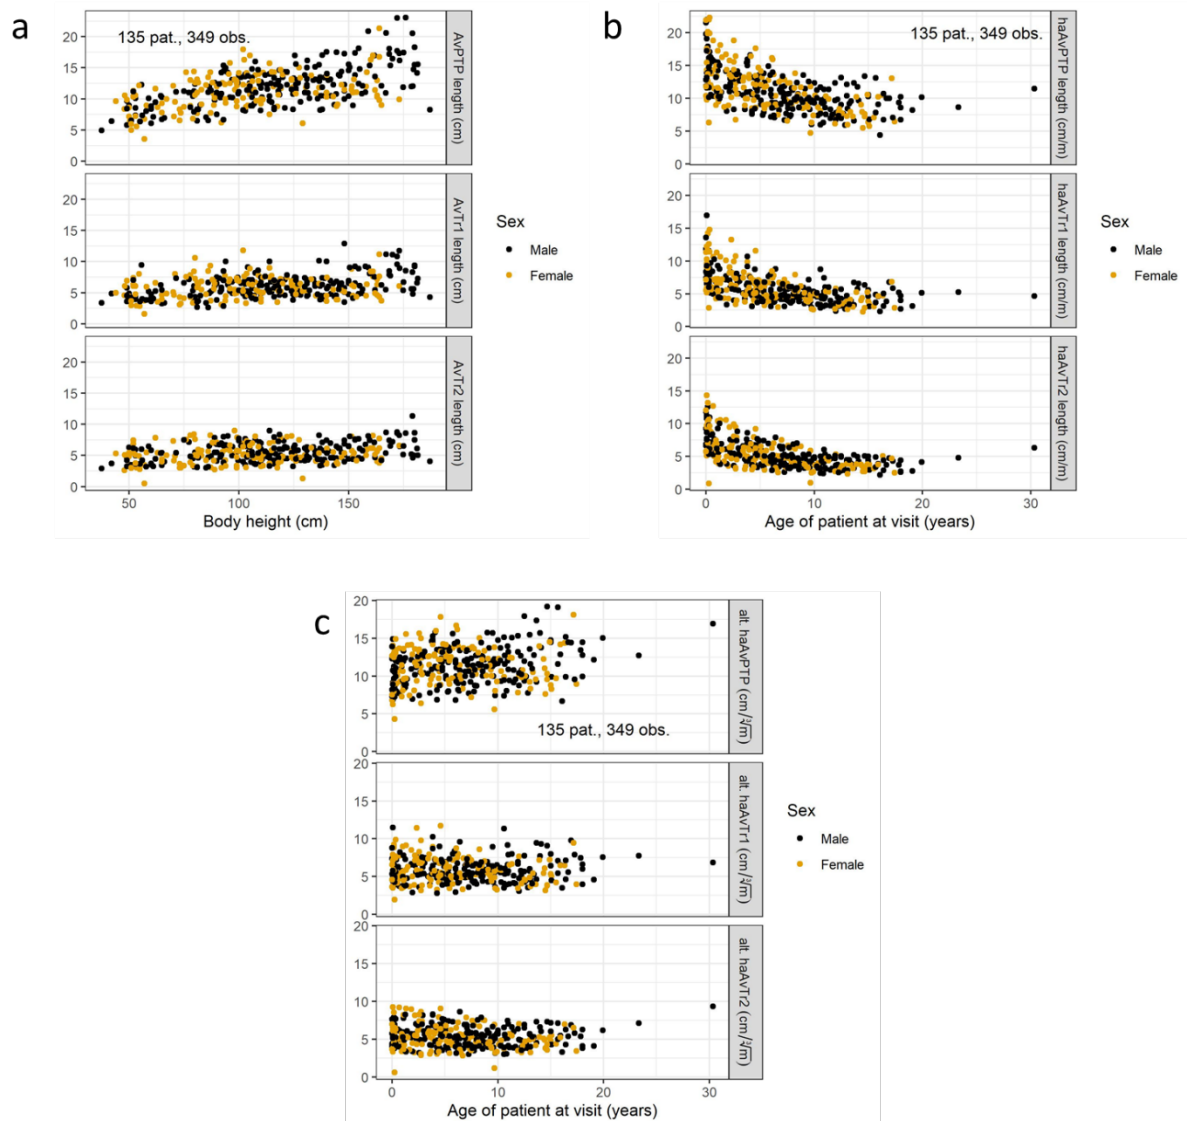 a
135 pat., 349 obs.
20
15
10
5
0
AvPTP length (cm)
20
15
10
5
0
AvTr1 length (cm)
20
15
10
5
0
AvTr2 length (cm)
50
100
150
Body height (cm)
Sex
Male
Female
b
135 pat., 349 obs.
20
15
10
5
0
haAvPTP length (cm/m)
20
15
10
5
0
haAvTr1 length (cm/m)
20
15
10
5
0
haAvTr2 length (cm/m)
0
10
20
30
Age of patient at visit (years)
Sex
Male
Female
c
20
15
10
5
0
135 pat., 349 obs.
alt. haAvPTP (cm/∛m)
20
15
10
5
0
alt. haAvTr1 (cm/∛m)
20
15
10
5
0
alt. haAvTr2 (cm/∛m)
0
10
20
30
Age of patient at visit (years)
Sex
Male
Female